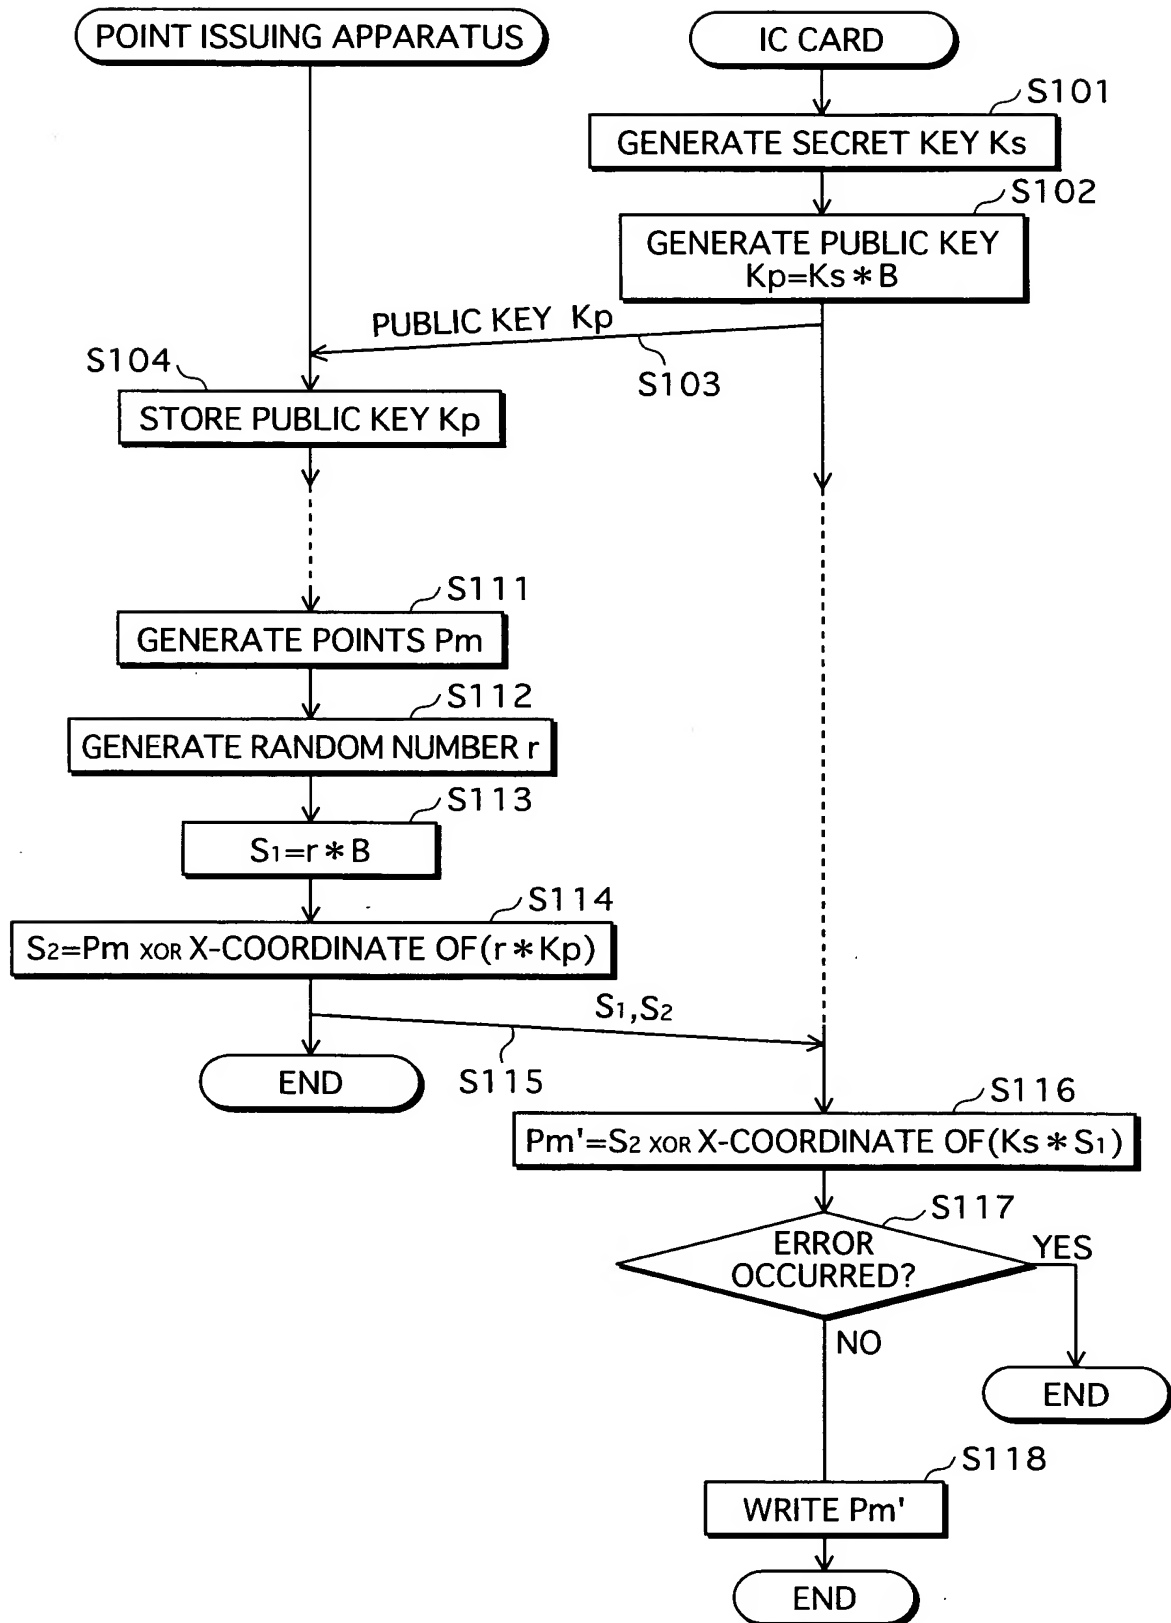 POINT ISSUING APPARATUS
IC CARD
S101
GENERATE SECRET KEY Ks
S102
GENERATE PUBLIC KEY
Kp=Ks*B
PUBLIC KEY Kp
S103
S104
STORE PUBLIC KEY Kp
S111
GENERATE POINTS Pm
S112
GENERATE RANDOM NUMBER r
S113
S1=r*B
S114
S2=Pm XOR X-COORDINATE OF(r*Kp)
S1,S2
S115
END
S116
Pm'=S2 XOR X-COORDINATE OF(Ks*S1)
S117
ERROR
OCCURRED?
YES
NO
END
S118
WRITE Pm'
END